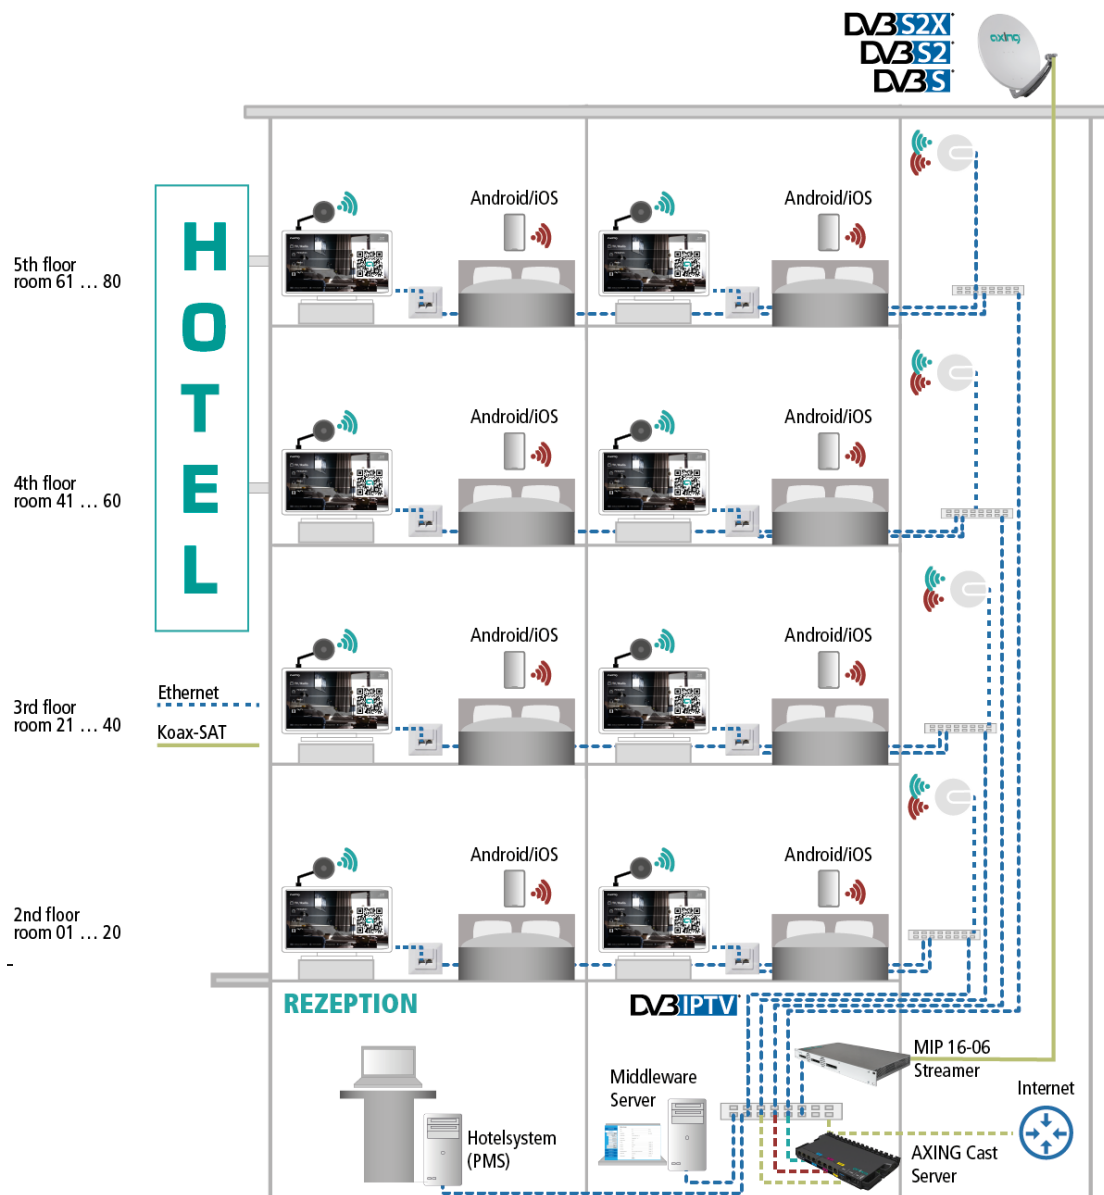 DVB S2X
DVB S2
DVB S
axing
HOTEL
5th floor
room 61 … 80
Android/iOS
Android/iOS
4th floor
room 41 … 60
Android/iOS
Android/iOS
3rd floor
room 21 … 40
Android/iOS
Android/iOS
Ethernet
Koax-SAT
2nd floor
room 01 … 20
Android/iOS
Android/iOS
-
REZEPTION
DVB IPTV
MIP 16-06
Streamer
Middleware
Server
Internet
Hotelsystem
(PMS)
AXING Cast
Server